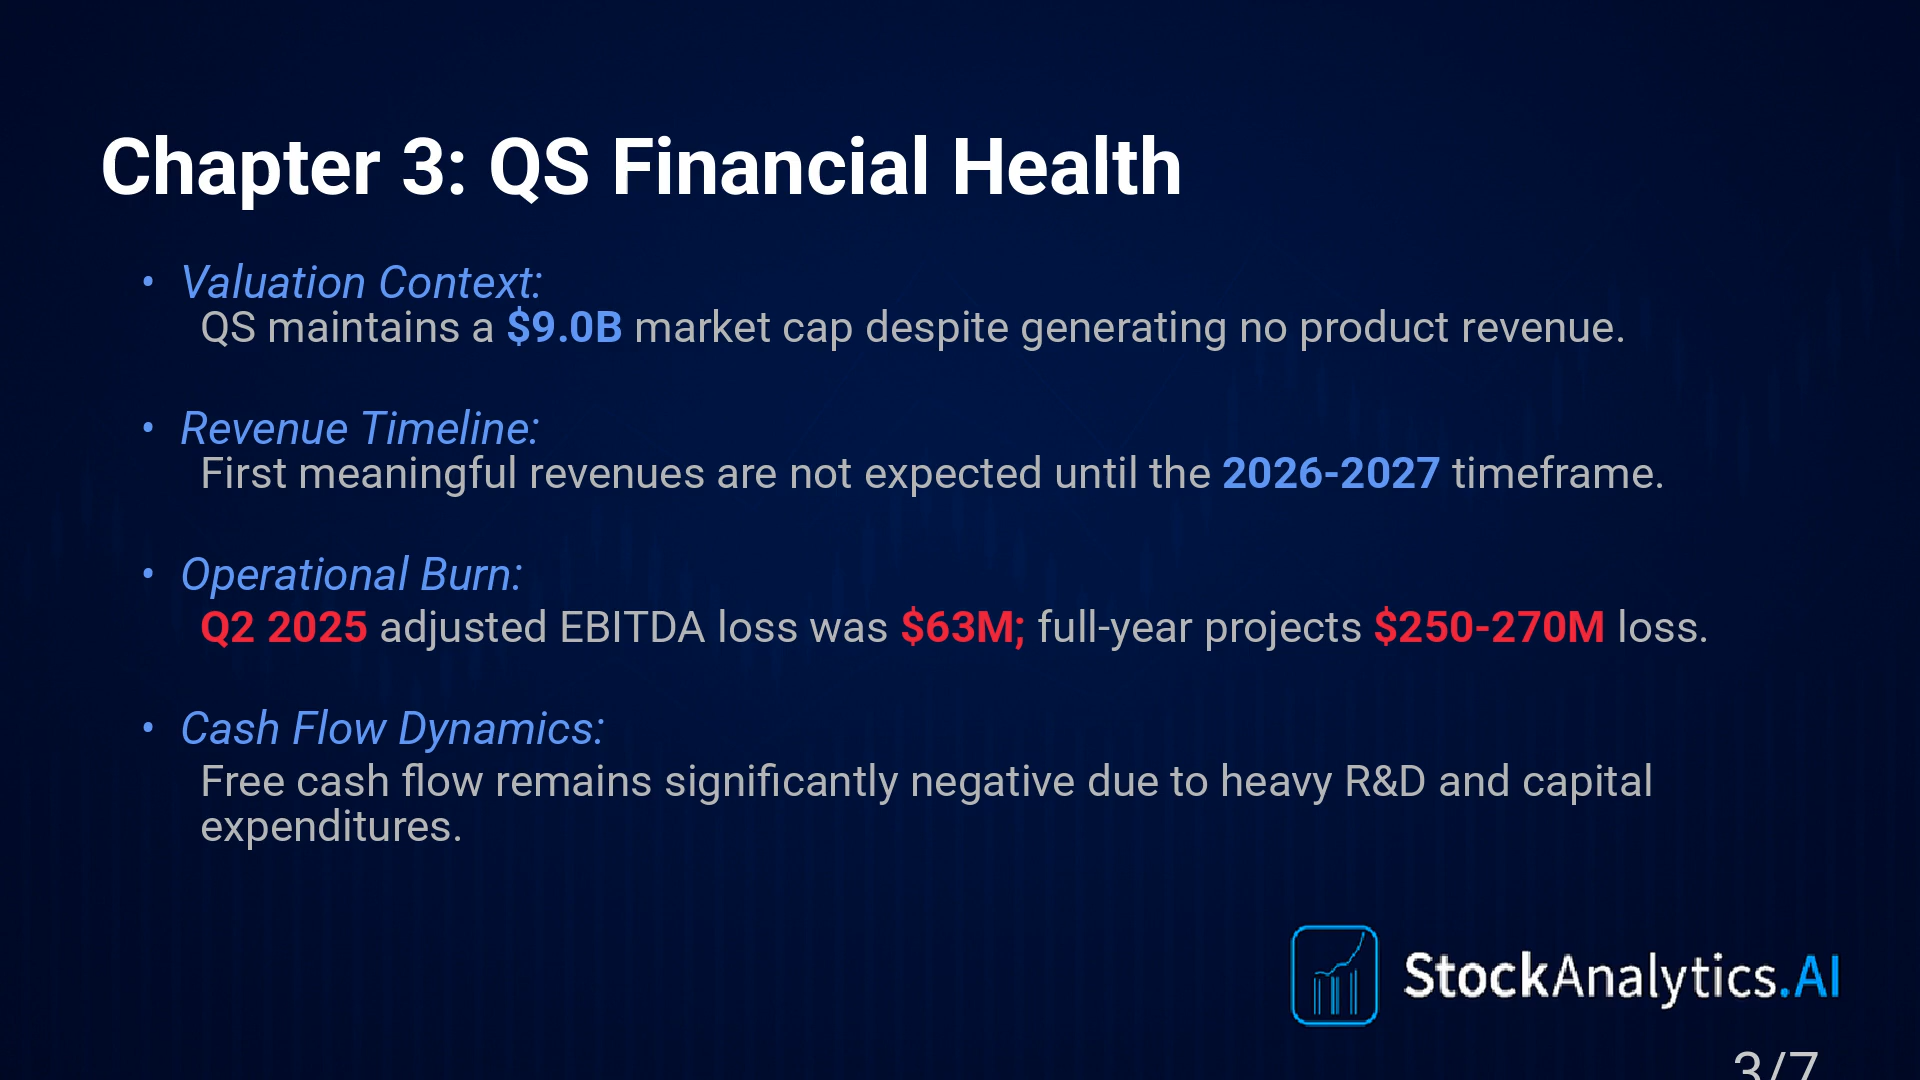 Chapter 3: QS Financial Health
• Valuation Context:
QS maintains a $9.0B market cap despite generating no product revenue.
• Revenue Timeline:
First meaningful revenues are not expected until the 2026-2027 timeframe.
• Operational Burn:
Q2 2025 adjusted EBITDA loss was $63M; full-year projects $250-270M loss.
• Cash Flow Dynamics:
Free cash flow remains significantly negative due to heavy R&D and capital
expenditures.
StockAnalytics.AI
3/7